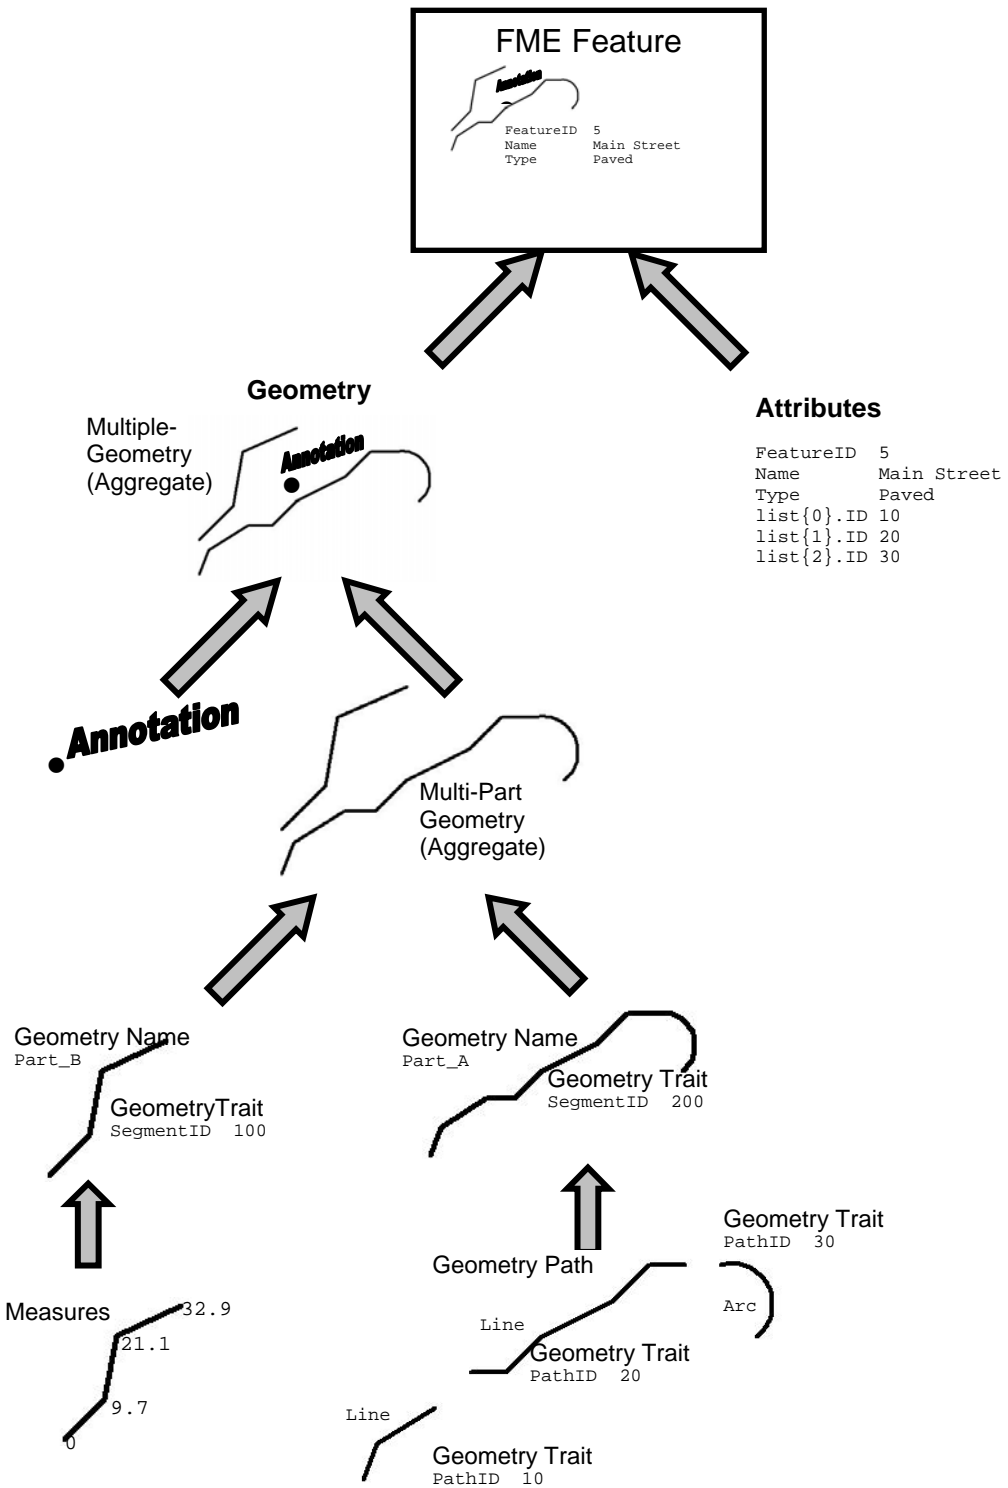 FME Feature
Annotation
FeatureID 5
Name Main Street
Type Paved
Geometry
Multiple-
Geometry
(Aggregate)
Annotation
Attributes
FeatureID 5
Name Main Street
Type Paved
list{0}.ID 10
list{1}.ID 20
list{2}.ID 30
Annotation
Multi-Part
Geometry
(Aggregate)
Geometry Name
Part_B
GeometryTrait
SegmentID 100
Geometry Name
Part_A
Geometry Trait
SegmentID 200
Measures
32.9
21.1
9.7
0
Geometry Path
Geometry Trait
PathID 30
Arc
Line
Geometry Trait
PathID 20
Line
Geometry Trait
PathID 10